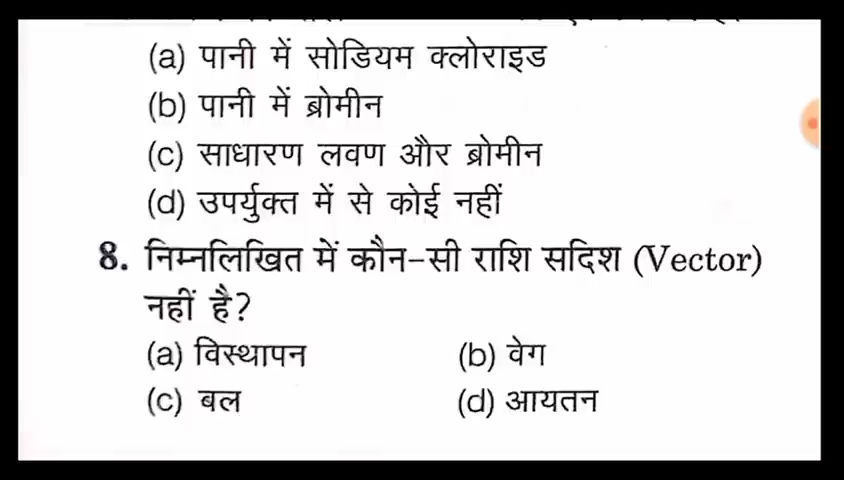 (a) पानी में सोडियम क्लोराइड
(b) पानी में ब्रोमीन
(c) साधारण लवण और ब्रोमीन
(d) उपर्युक्त में से कोई नहीं
8. निम्नलिखित में कौन-सी राशि सदिश (Vector)
नहीं है?
(a) विस्थापन (b) वेग
(c) बल (d) आयतन